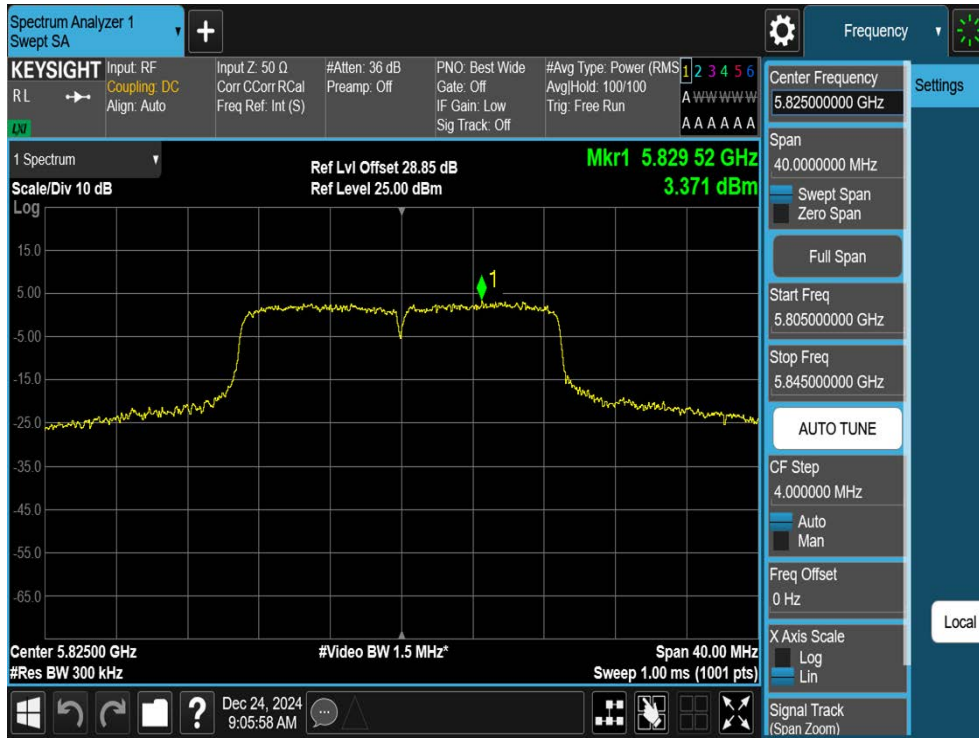 Spectrum Analyzer 1
Swept SA
+
Frequency
KEYSIGHT
R L
LXI
Input: RF
Coupling: DC
Align: Auto
Input Z: 50 Ω
Corr CCorr RCal
Freq Ref: Int (S)
#Atten: 36 dB
Preamp: Off
PNO: Best Wide
Gate: Off
IF Gain: Low
Sig Track: Off
#Avg Type: Power (RMS
Avg|Hold: 100/100
Trig: Free Run
1 2 3 4 5 6
A W W W W W
A A A A A A
1 Spectrum
Scale/Div 10 dB
Log
Ref Lvl Offset 28.85 dB
Ref Level 25.00 dBm
Mkr1 5.829 52 GHz
3.371 dBm
15.0
5.00
-5.00
-15.0
-25.0
-35.0
-45.0
-55.0
-65.0
1
Center 5.82500 GHz
#Res BW 300 kHz
#Video BW 1.5 MHz*
Span 40.00 MHz
Sweep 1.00 ms (1001 pts)
Center Frequency
5.825000000 GHz
Span
40.0000000 MHz
Swept Span
Zero Span
Full Span
Start Freq
5.805000000 GHz
Stop Freq
5.845000000 GHz
AUTO TUNE
CF Step
4.000000 MHz
Auto
Man
Freq Offset
0 Hz
X Axis Scale
Log
Lin
Signal Track
(Span Zoom)
Settings
Local
?
Dec 24, 2024
9:05:58 AM